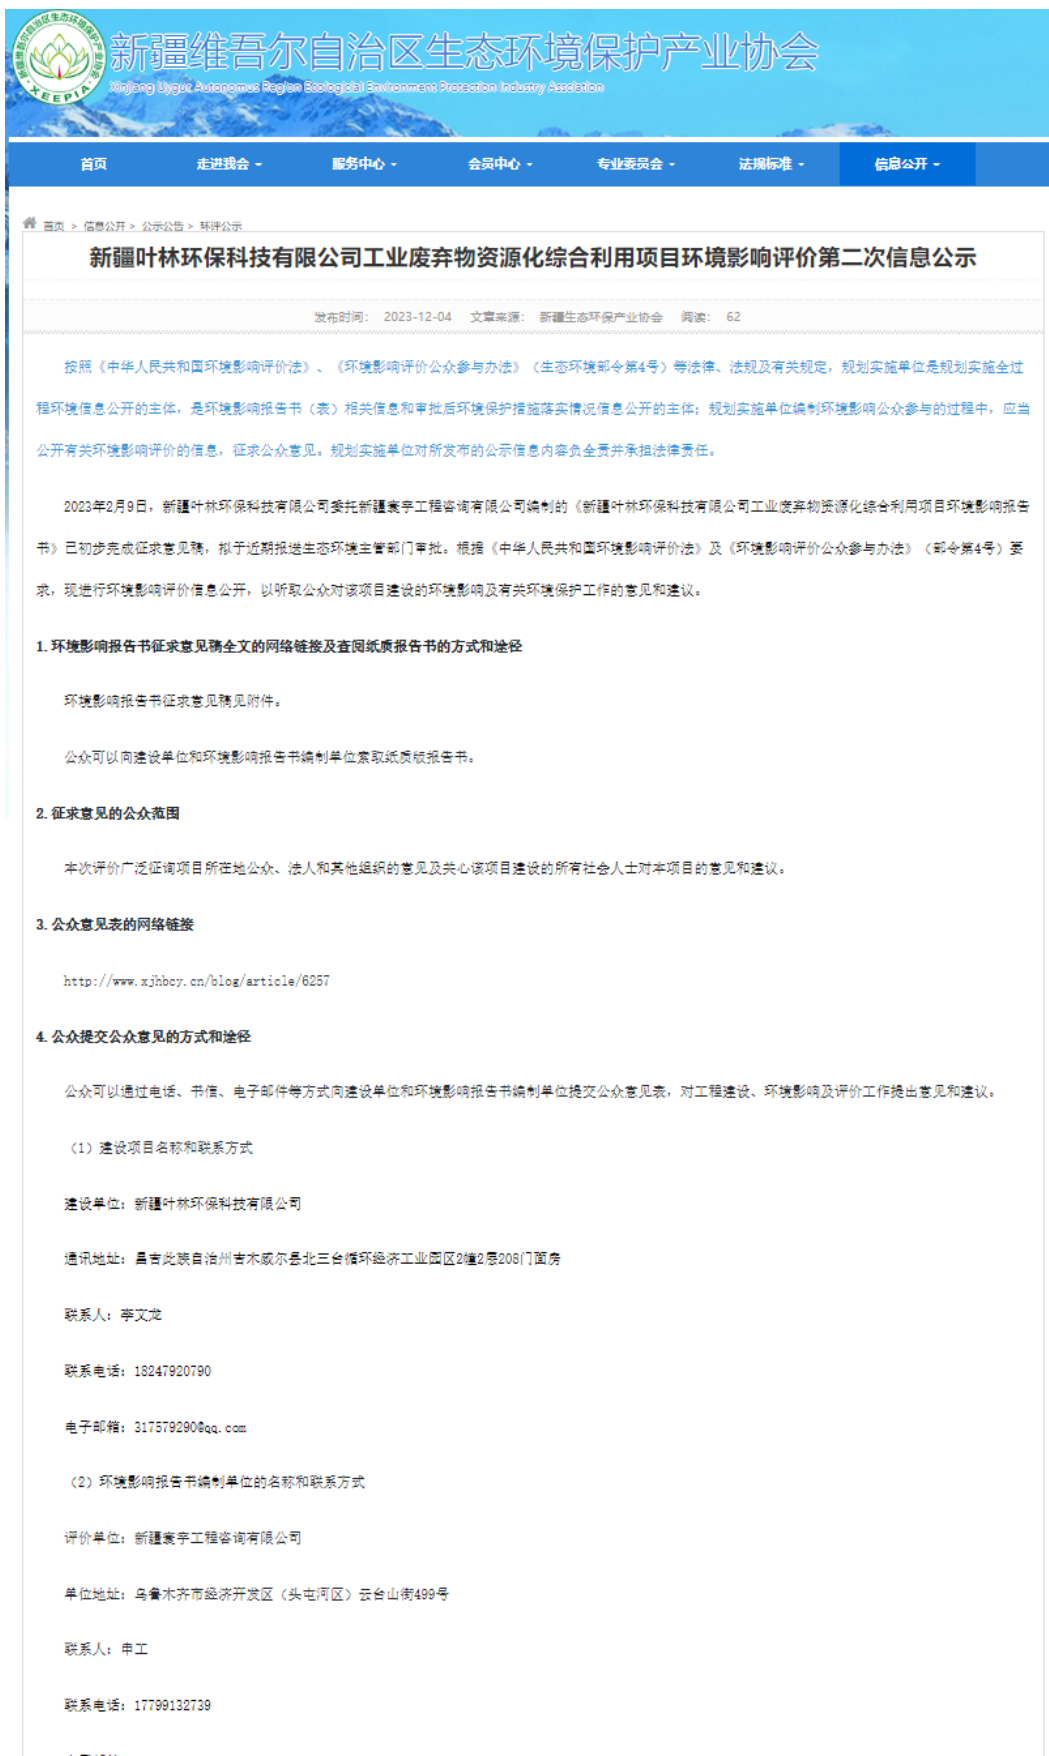 新疆维吾尔自治区生态环境保护产业协会
Xinjiang Uygur Autonomous Region Ecological Environment Protection Industry Assciation
XEEPIA
首页 走进我会 服务中心 会员中心 专业委员会 法规标准 信息公开
首页 > 信息公开 > 公示公告 > 环评公示
新疆叶林环保科技有限公司工业废弃物资源化综合利用项目环境影响评价第二次信息公示
发布时间： 2023-12-04 文章来源： 新疆生态环保产业协会 阅读： 62
按照《中华人民共和国环境影响评价法》、《环境影响评价公众参与办法》（生态环境部令第4号）等法律、法规及有关规定，规划实施单位是规划实施全过
程环境信息公开的主体，是环境影响报告书（表）相关信息和审批后环境保护措施落实情况信息公开的主体；规划实施单位编制环境影响公众参与的过程中，应当
公开有关环境影响评价的信息，征求公众意见。规划实施单位对所发布的公示信息内容负全责并承担法律责任。
2023年2月9日，新疆叶林环保科技有限公司委托新疆寰宇工程咨询有限公司编制的《新疆叶林环保科技有限公司工业废弃物资源化综合利用项目环境影响报告
书》已初步完成征求意见稿，拟于近期报送生态环境主管部门审批。根据《中华人民共和国环境影响评价法》及《环境影响评价公众参与办法》（部令第4号）要
求，现进行环境影响评价信息公开，以听取公众对该项目建设的环境影响及有关环境保护工作的意见和建议。
1. 环境影响报告书征求意见稿全文的网络链接及查阅纸质报告书的方式和途径
环境影响报告书征求意见稿见附件。
公众可以向建设单位和环境影响报告书编制单位索取纸质版报告书。
2. 征求意见的公众范围
本次评价广泛征询项目所在地公众、法人和其他组织的意见及关心该项目建设的所有社会人士对本项目的意见和建议。
3. 公众意见表的网络链接
http://www.xjhbcy.cn/blog/article/6257
4. 公众提交公众意见的方式和途径
公众可以通过电话、书信、电子邮件等方式向建设单位和环境影响报告书编制单位提交公众意见表，对工程建设、环境影响及评价工作提出意见和建议。
（1）建设项目名称和联系方式
建设单位：新疆叶林环保科技有限公司
通讯地址：昌吉此族自治州吉木威尔县北三台循环经济工业园区2幢2层208门面房
联系人：李文龙
联系电话：18247920790
电子邮箱：317579290@qq.com
（2）环境影响报告书编制单位的名称和联系方式
评价单位：新疆寰宇工程咨询有限公司
单位地址：乌鲁木齐市经济开发区（头屯河区）云台山街499号
联系人：申工
联系电话：17799132739